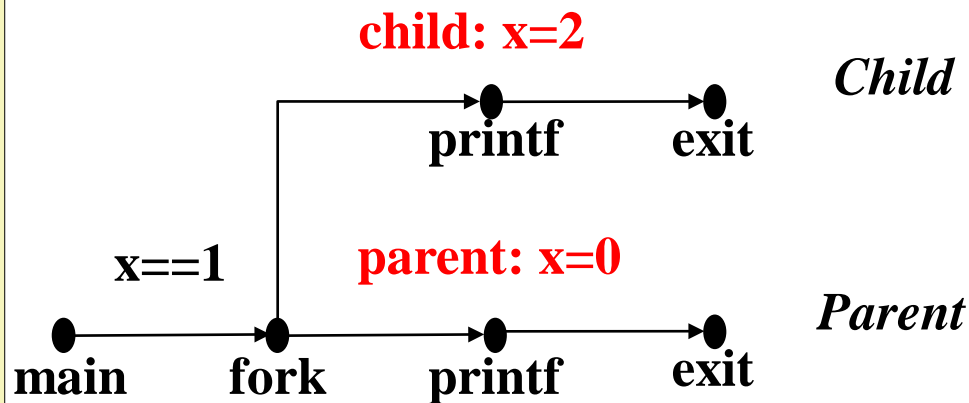 child: x=2
Child
printf exit
x==1 parent: x=0
Parent
main fork printf exit